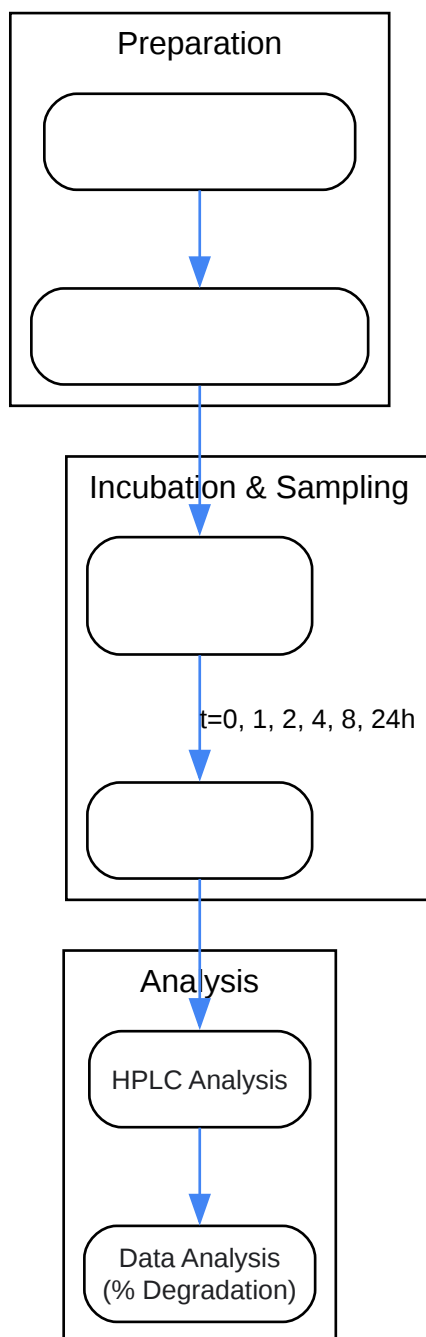 Preparation
Incubation & Sampling
t=0, 1, 2, 4, 8, 24h
Analysis
HPLC Analysis
Data Analysis
(% Degradation)